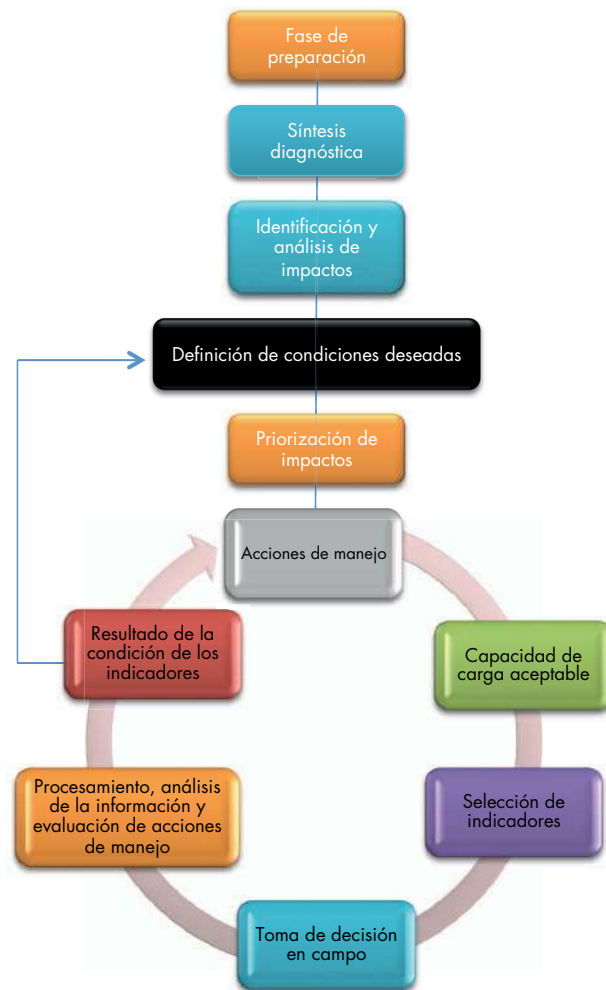 Fase de
preparación
Síntesis
diagnóstica
Identificación y
análisis de
impactos
Definición de condiciones deseadas
Priorización de
impactos
Acciones de manejo
Capacidad de
carga aceptable
Selección de
indicadores
Toma de decisión
en campo
Procesamiento, análisis
de la información y
evaluación de acciones
de manejo
Resultado de la
condición de los
indicadores